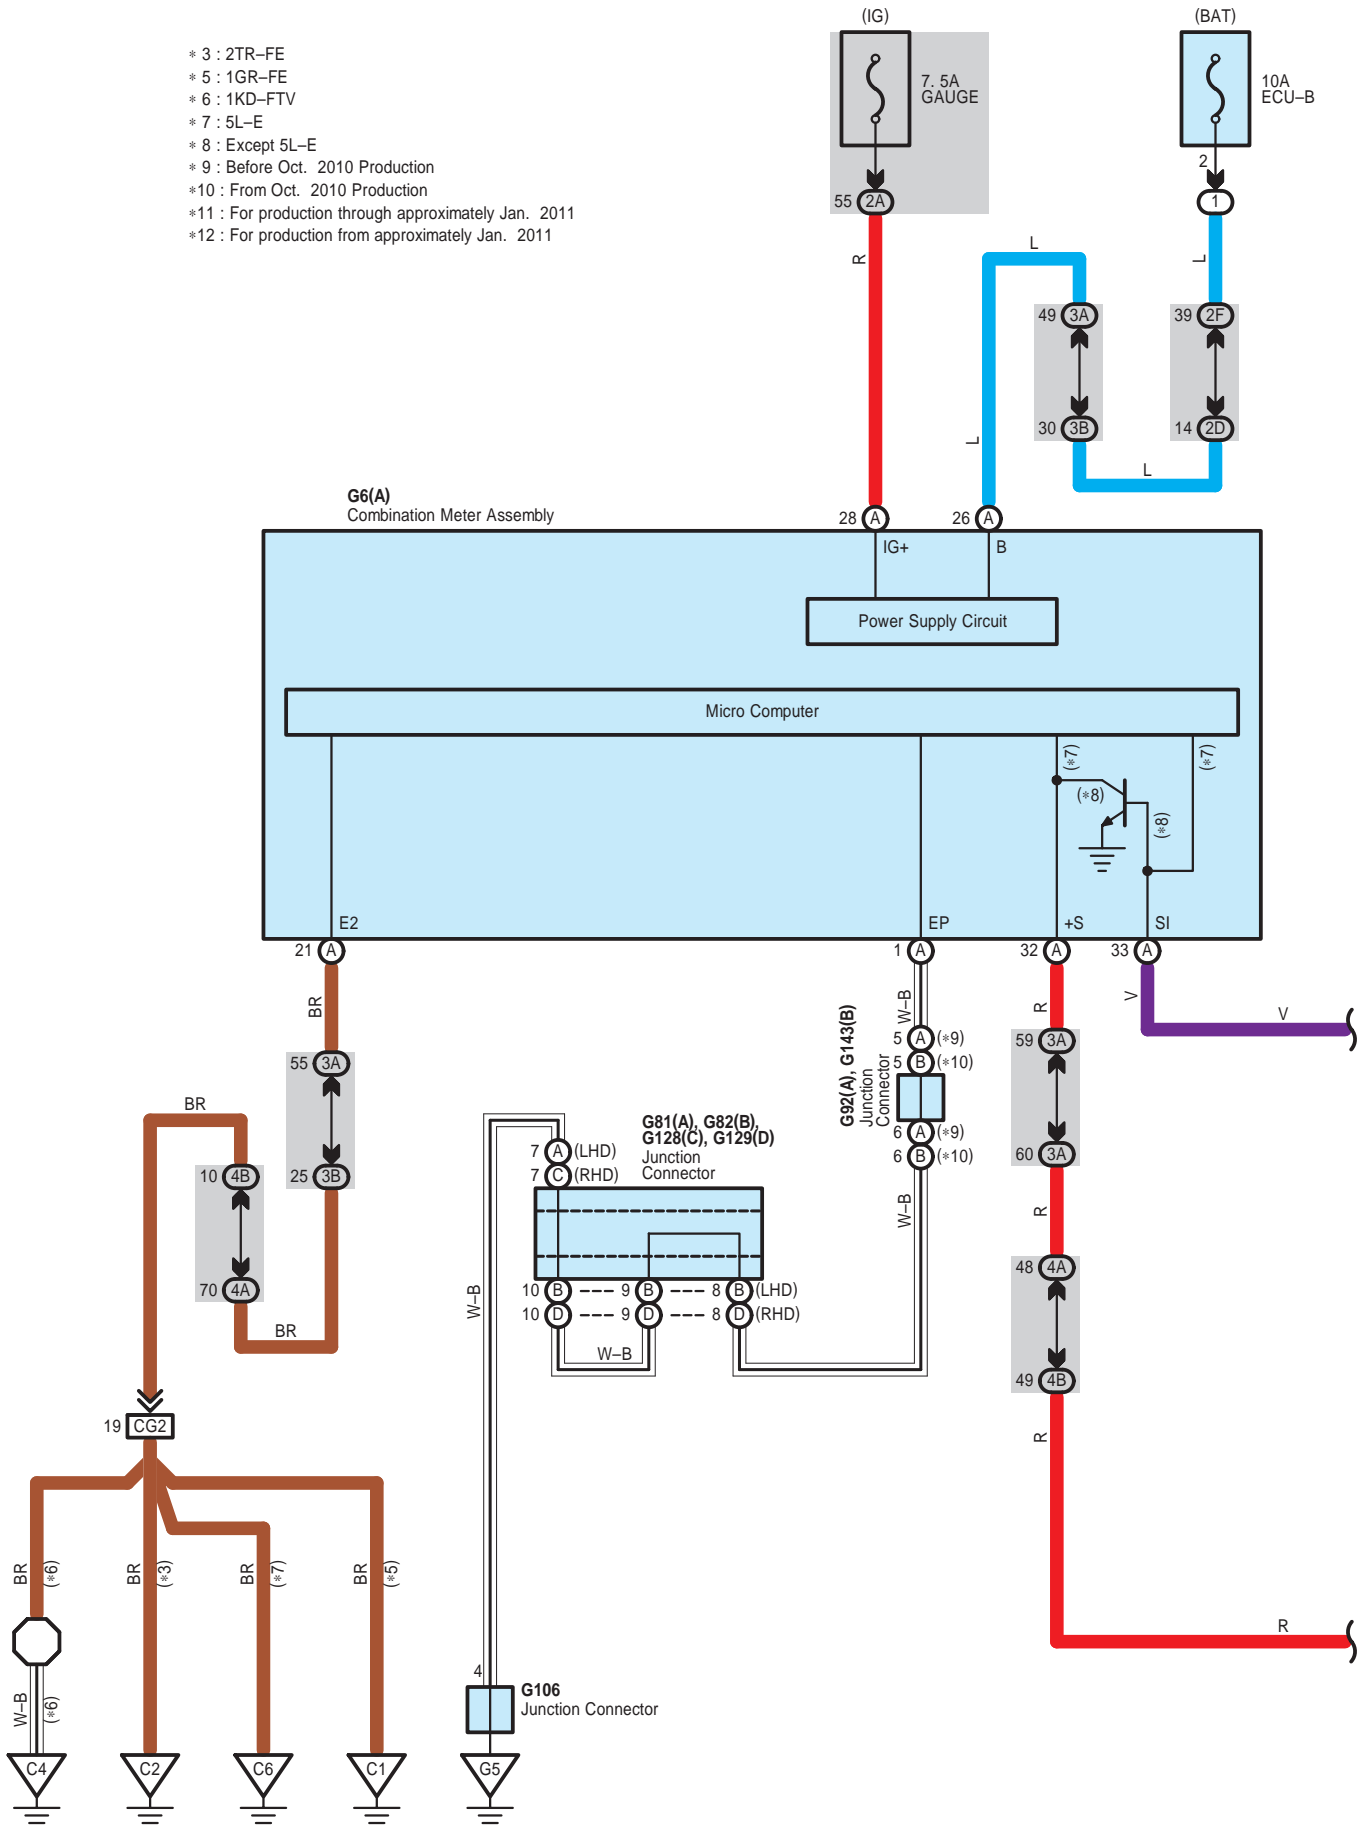 (IG)
(BAT)
∗ 3 : 2TR–FE
∗ 5 : 1GR–FE
∗ 6 : 1KD–FTV
∗ 7 : 5L–E
∗ 8 : Except 5L–E
∗ 9 : Before Oct. 2010 Production
∗10 : From Oct. 2010 Production
∗11 : For production through approximately Jan. 2011
∗12 : For production from approximately Jan. 2011
7. 5A
GAUGE
10A
ECU–B
2
55 2A
1
R
L
L
49 3A
39 2F
30 3B
14 2D
L
L
G6(A)
Combination Meter Assembly
28 A
26 A
IG+
B
Power Supply Circuit
Micro Computer
(∗7)
(∗7)
(∗8)
(∗8)
E2
EP
+S
SI
21 A
1 A
32 A
33 A
BR
W–B
R
V
V
G92(A), G143(B)
Junction
Connector
5 A (∗9)
5 B (∗10)
6 A (∗9)
6 B (∗10)
59 3A
60 3A
55 3A
25 3B
BR
10 4B
70 4A
BR
G81(A), G82(B),
G128(C), G129(D)
Junction
Connector
7 A (LHD)
7 C (RHD)
W–B
R
48 4A
49 4B
10 B 9 B 8 B (LHD)
10 D 9 D 8 D (RHD)
W–B
W–B
19 CG2
R
BR
(∗6)
BR
(∗3)
BR
(∗7)
BR
(∗5)
R
4
G106
Junction Connector
W–B
(∗6)
C4
C2
C6
C1
G5